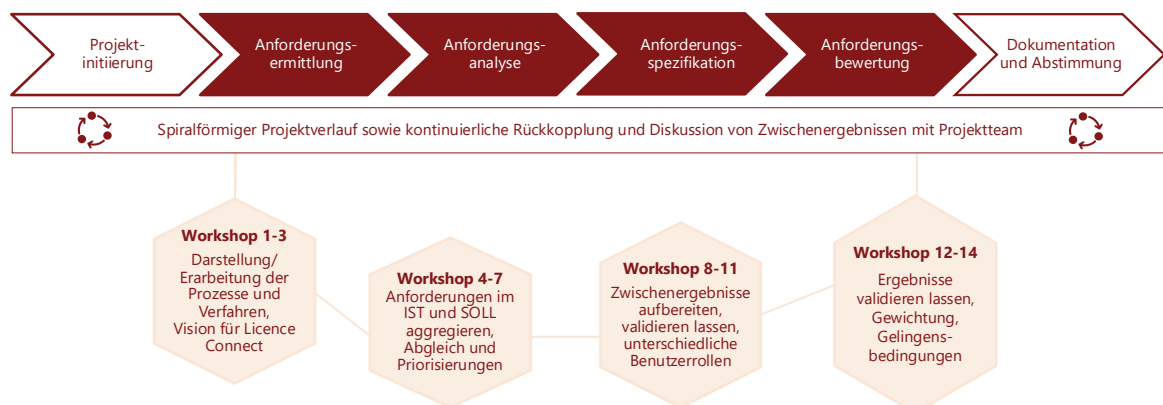 Projekt-
initiierung
Anforderungs-
ermittlung
Anforderungs-
analyse
Anforderungs-
spezifikation
Anforderungs-
bewertung
Dokumentation
und Abstimmung
Spiralförmiger Projektverlauf sowie kontinuierliche Rückkopplung und Diskussion von Zwischenergebnissen mit Projektteam
Workshop 1-3
Darstellung/
Erarbeitung der
Prozesse und
Verfahren,
Vision für Licence
Connect
Workshop 4-7
Anforderungen im
IST und SOLL
aggregieren,
Abgleich und
Priorisierungen
Workshop 8-11
Zwischenergebnisse
aufbereiten,
validieren lassen,
unterschiedliche
Benutzerrollen
Workshop 12-14
Ergebnisse
validieren lassen,
Gewichtung,
Gelingens-
bedingungen